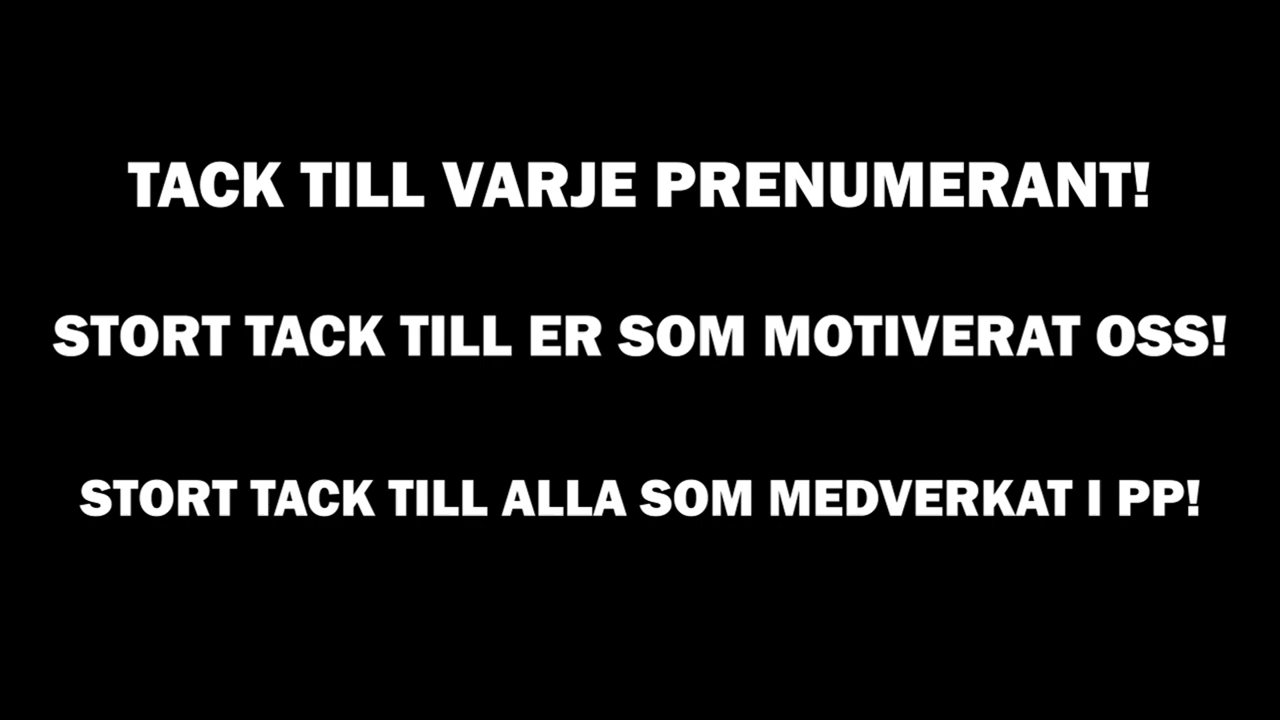 TACK TILL VARJE PRENUMERANT!
STORT TACK TILL ER SOM MOTIVERAT OSS!
STORT TACK TILL ALLA SOM MEDVERKAT I PP!